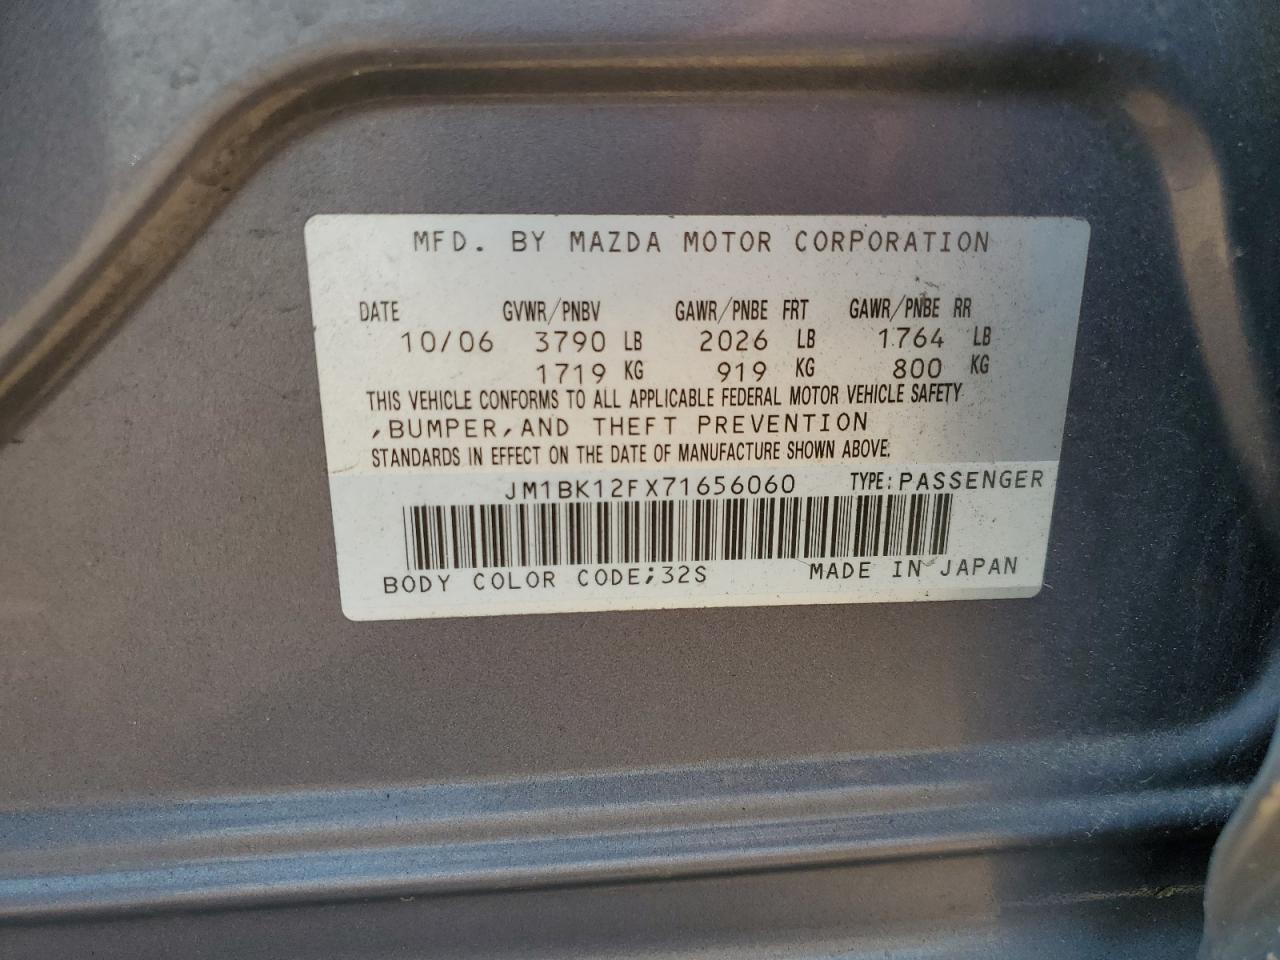 MFD. BY MAZDA MOTOR CORPORATION
DATE GVWR/PNBV GAWR/PNBE FRT GAWR/PNBE RR
10/06 3790 LB 2026 LB 1764 LB
1719 KG 919 KG 800 KG
THIS VEHICLE CONFORMS TO ALL APPLICABLE FEDERAL MOTOR VEHICLE SAFETY
,BUMPER,AND THEFT PREVENTION
STANDARDS IN EFFECT ON THE DATE OF MANUFACTURE SHOWN ABOVE.
JM1BK12FX71656060 TYPE: PASSENGER
BODY COLOR CODE;32S MADE IN JAPAN